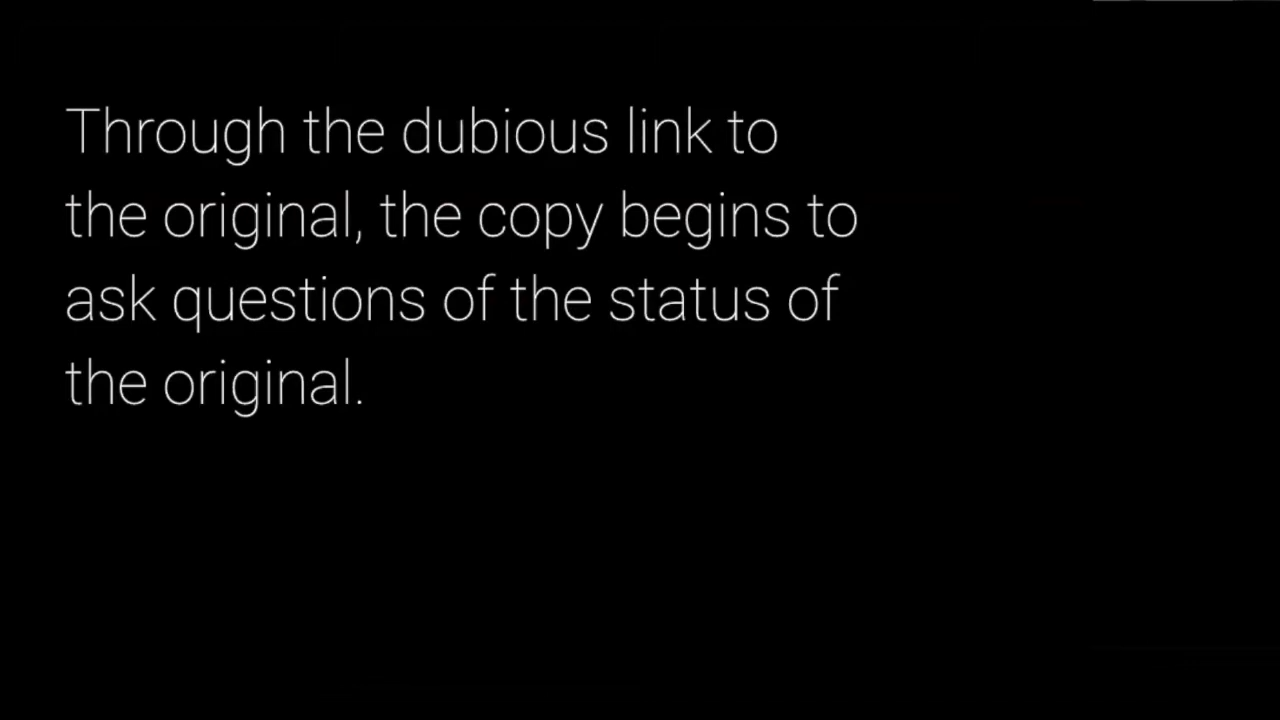 Through the dubious link to
the original, the copy begins to
ask questions of the status of
the original.